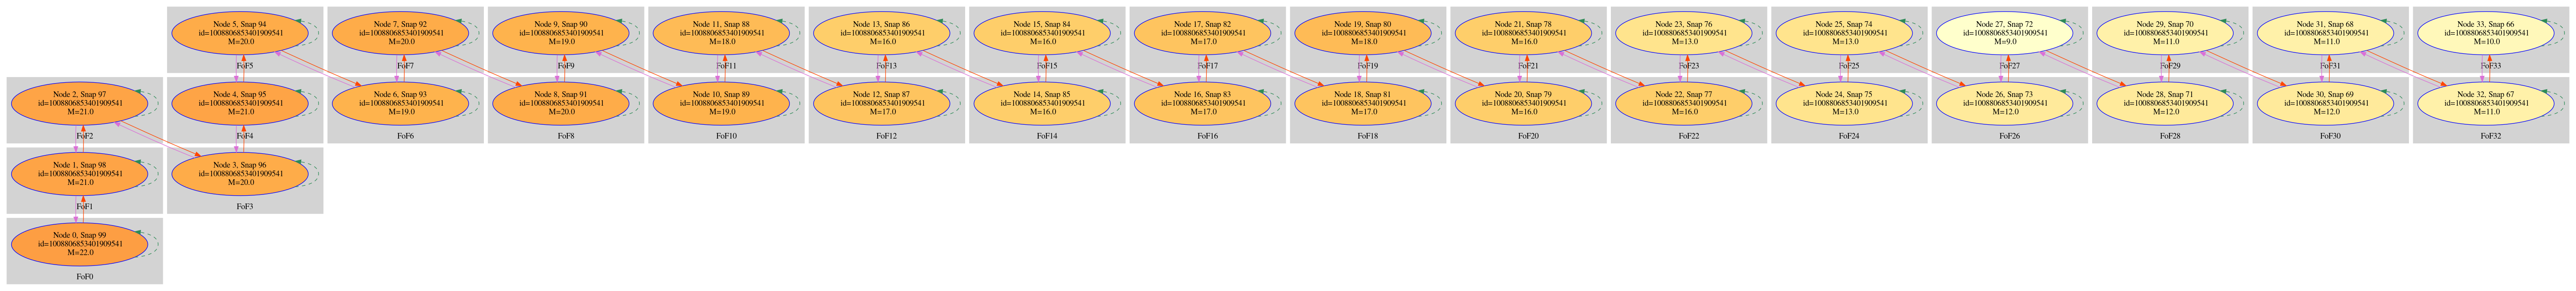 Node 5, Snap 94
id=1008806853401909541
M=20.0
FoF5
Node 7, Snap 92
id=1008806853401909541
M=20.0
FoF7
Node 9, Snap 90
id=1008806853401909541
M=19.0
FoF9
Node 11, Snap 88
id=1008806853401909541
M=18.0
FoF11
Node 13, Snap 86
id=1008806853401909541
M=16.0
FoF13
Node 15, Snap 84
id=1008806853401909541
M=16.0
FoF15
Node 17, Snap 82
id=1008806853401909541
M=17.0
FoF17
Node 19, Snap 80
id=1008806853401909541
M=18.0
FoF19
Node 21, Snap 78
id=1008806853401909541
M=16.0
FoF21
Node 23, Snap 76
id=1008806853401909541
M=13.0
FoF23
Node 25, Snap 74
id=1008806853401909541
M=13.0
FoF25
Node 27, Snap 72
id=1008806853401909541
M=9.0
FoF27
Node 29, Snap 70
id=1008806853401909541
M=11.0
FoF29
Node 31, Snap 68
id=1008806853401909541
M=11.0
FoF31
Node 33, Snap 66
id=1008806853401909541
M=10.0
FoF33
Node 2, Snap 97
id=1008806853401909541
M=21.0
FoF2
Node 4, Snap 95
id=1008806853401909541
M=21.0
FoF4
Node 6, Snap 93
id=1008806853401909541
M=19.0
FoF6
Node 8, Snap 91
id=1008806853401909541
M=20.0
FoF8
Node 10, Snap 89
id=1008806853401909541
M=19.0
FoF10
Node 12, Snap 87
id=1008806853401909541
M=17.0
FoF12
Node 14, Snap 85
id=1008806853401909541
M=16.0
FoF14
Node 16, Snap 83
id=1008806853401909541
M=17.0
FoF16
Node 18, Snap 81
id=1008806853401909541
M=17.0
FoF18
Node 20, Snap 79
id=1008806853401909541
M=16.0
FoF20
Node 22, Snap 77
id=1008806853401909541
M=16.0
FoF22
Node 24, Snap 75
id=1008806853401909541
M=13.0
FoF24
Node 26, Snap 73
id=1008806853401909541
M=12.0
FoF26
Node 28, Snap 71
id=1008806853401909541
M=12.0
FoF28
Node 30, Snap 69
id=1008806853401909541
M=12.0
FoF30
Node 32, Snap 67
id=1008806853401909541
M=11.0
FoF32
Node 1, Snap 98
id=1008806853401909541
M=21.0
FoF1
Node 3, Snap 96
id=1008806853401909541
M=20.0
FoF3
Node 0, Snap 99
id=1008806853401909541
M=22.0
FoF0